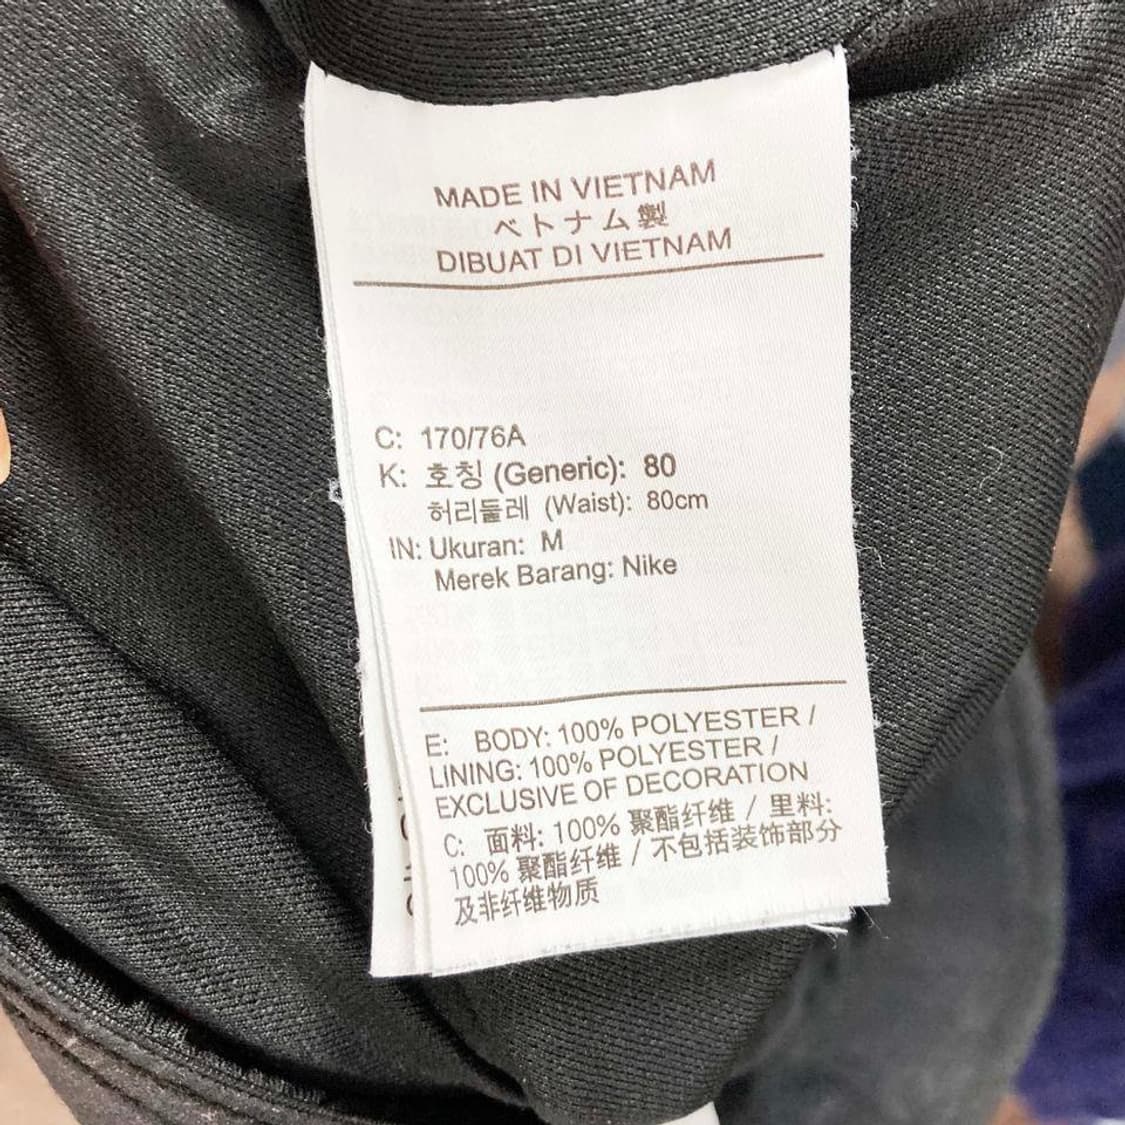 MADE IN VIETNAM
ベトナム製
DIBUAT DI VIETNAM
C: 170/76A
K: 호칭 (Generic): 80
허리둘레 (Waist): 80cm
IN: Ukuran: M
Merek Barang: Nike
E: BODY: 100% POLYESTER /
LINING: 100% POLYESTER /
EXCLUSIVE OF DECORATION
C: 面料: 100% 聚酯纤维 / 里料:
100% 聚酯纤维 / 不包括装饰部分
及非纤维物质